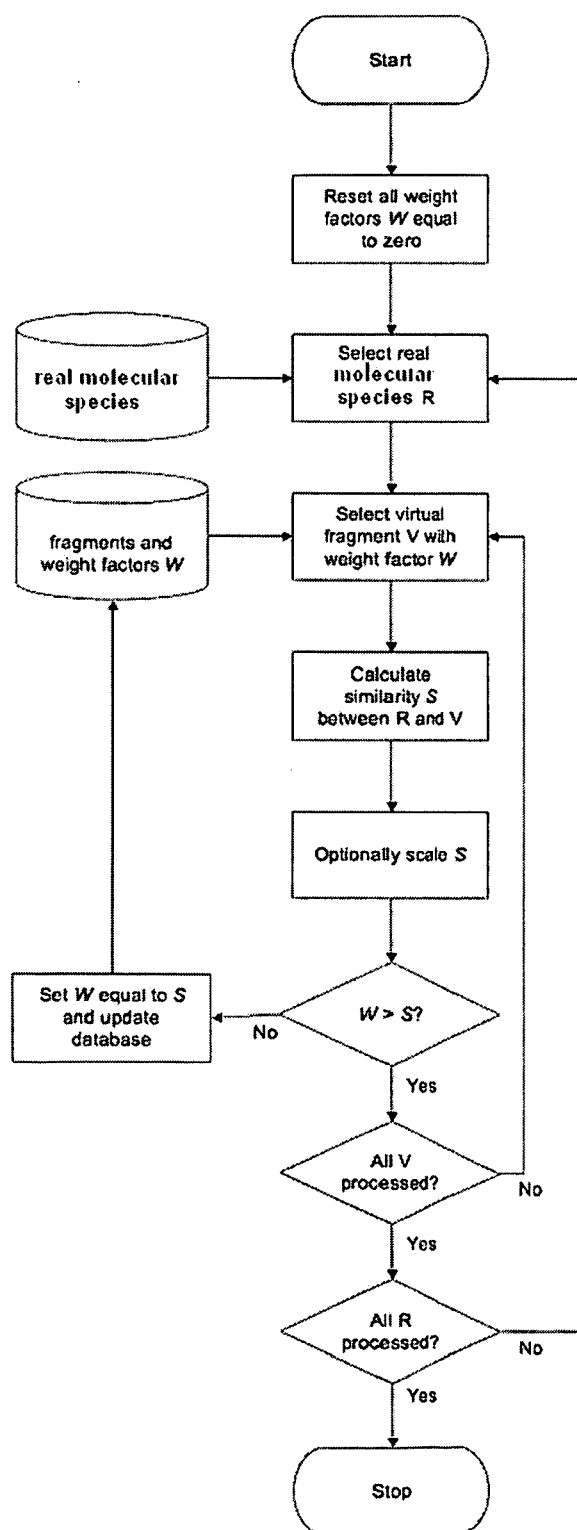 Start
Reset all weight
factors W equal
to zero
real molecular
species
Select real
molecular
species R
fragments and
weight factors W
Select virtual
fragment V with
weight factor W
Calculate
similarity S
between R and V
Optionally scale S
Set W equal to S
and update
database
No
W > S?
Yes
All V
processed?
No
Yes
All R
processed?
No
Yes
Stop